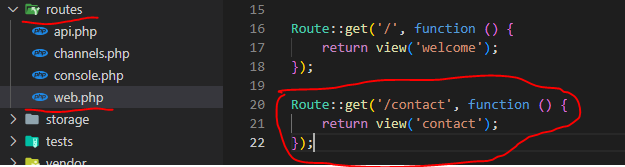 routes
api.php
channels.php
console.php
web.php
storage
tests
vendor
15
16 Route::get('/', function () {
17 return view('welcome');
18 });
19
20 Route::get('/contact', function () {
21 return view('contact');
22 });